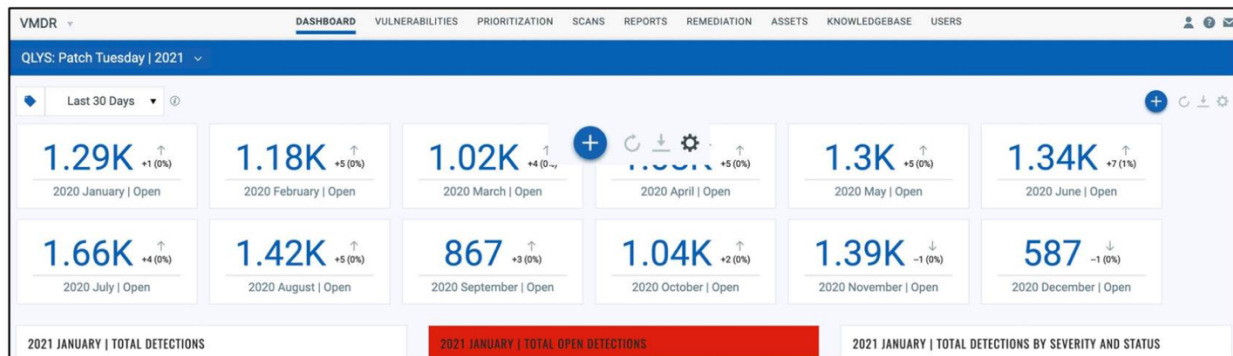 VMDR DASHBOARD VULNERABILITIES PRIORITIZATION SCANS REPORTS REMEDIATION ASSETS KNOWLEDGEBASE USERS
QLYS: Patch Tuesday | 2021
Last 30 Days
1.29K +1 (0%) 1.18K +5 (0%) 1.02K +5 (0%) 1.3K +5 (0%) 1.34K +7 (1%)
2020 January | Open 2020 February | Open 2020 March | Open 2020 April | Open 2020 May | Open 2020 June | Open
1.66K +4 (0%) 1.42K +5 (0%) 867 +3 (0%) 1.04K +2 (0%) 1.39K −1 (0%) 587 −1 (0%)
2020 July | Open 2020 August | Open 2020 September | Open 2020 October | Open 2020 November | Open 2020 December | Open
2021 JANUARY | TOTAL DETECTIONS 2021 JANUARY | TOTAL OPEN DETECTIONS 2021 JANUARY | TOTAL DETECTIONS BY SEVERITY AND STATUS